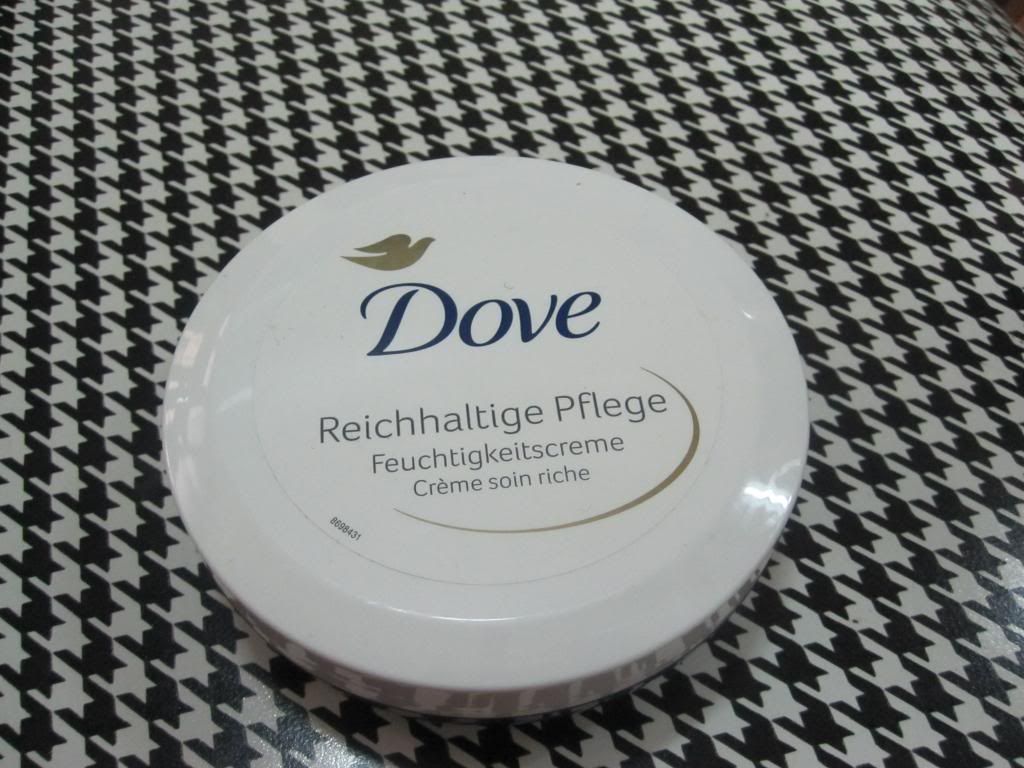 Dove
Reichhaltige Pflege
Feuchtigkeitscreme
Crème soin riche
8698431